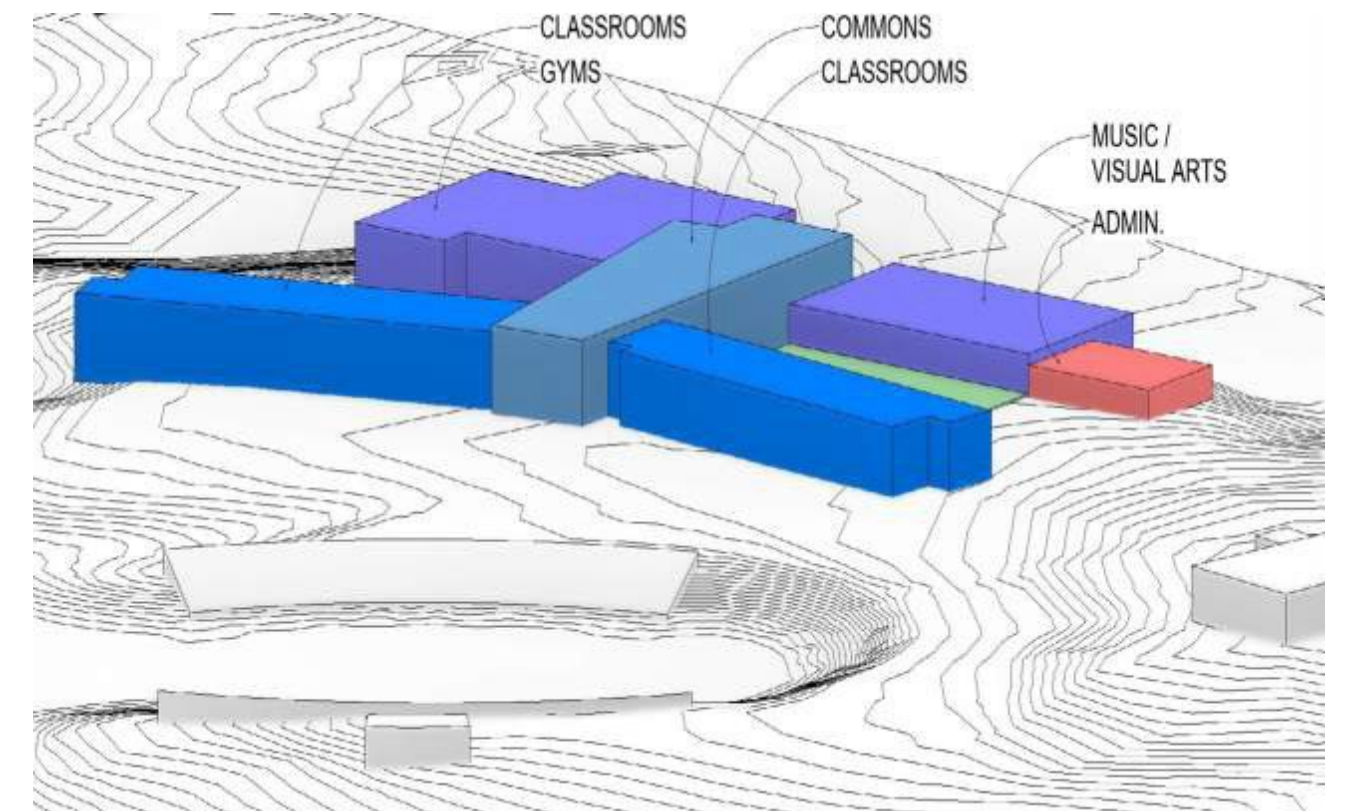 CLASSROOMS
GYMS
COMMONS
CLASSROOMS
MUSIC /
VISUAL ARTS
ADMIN.